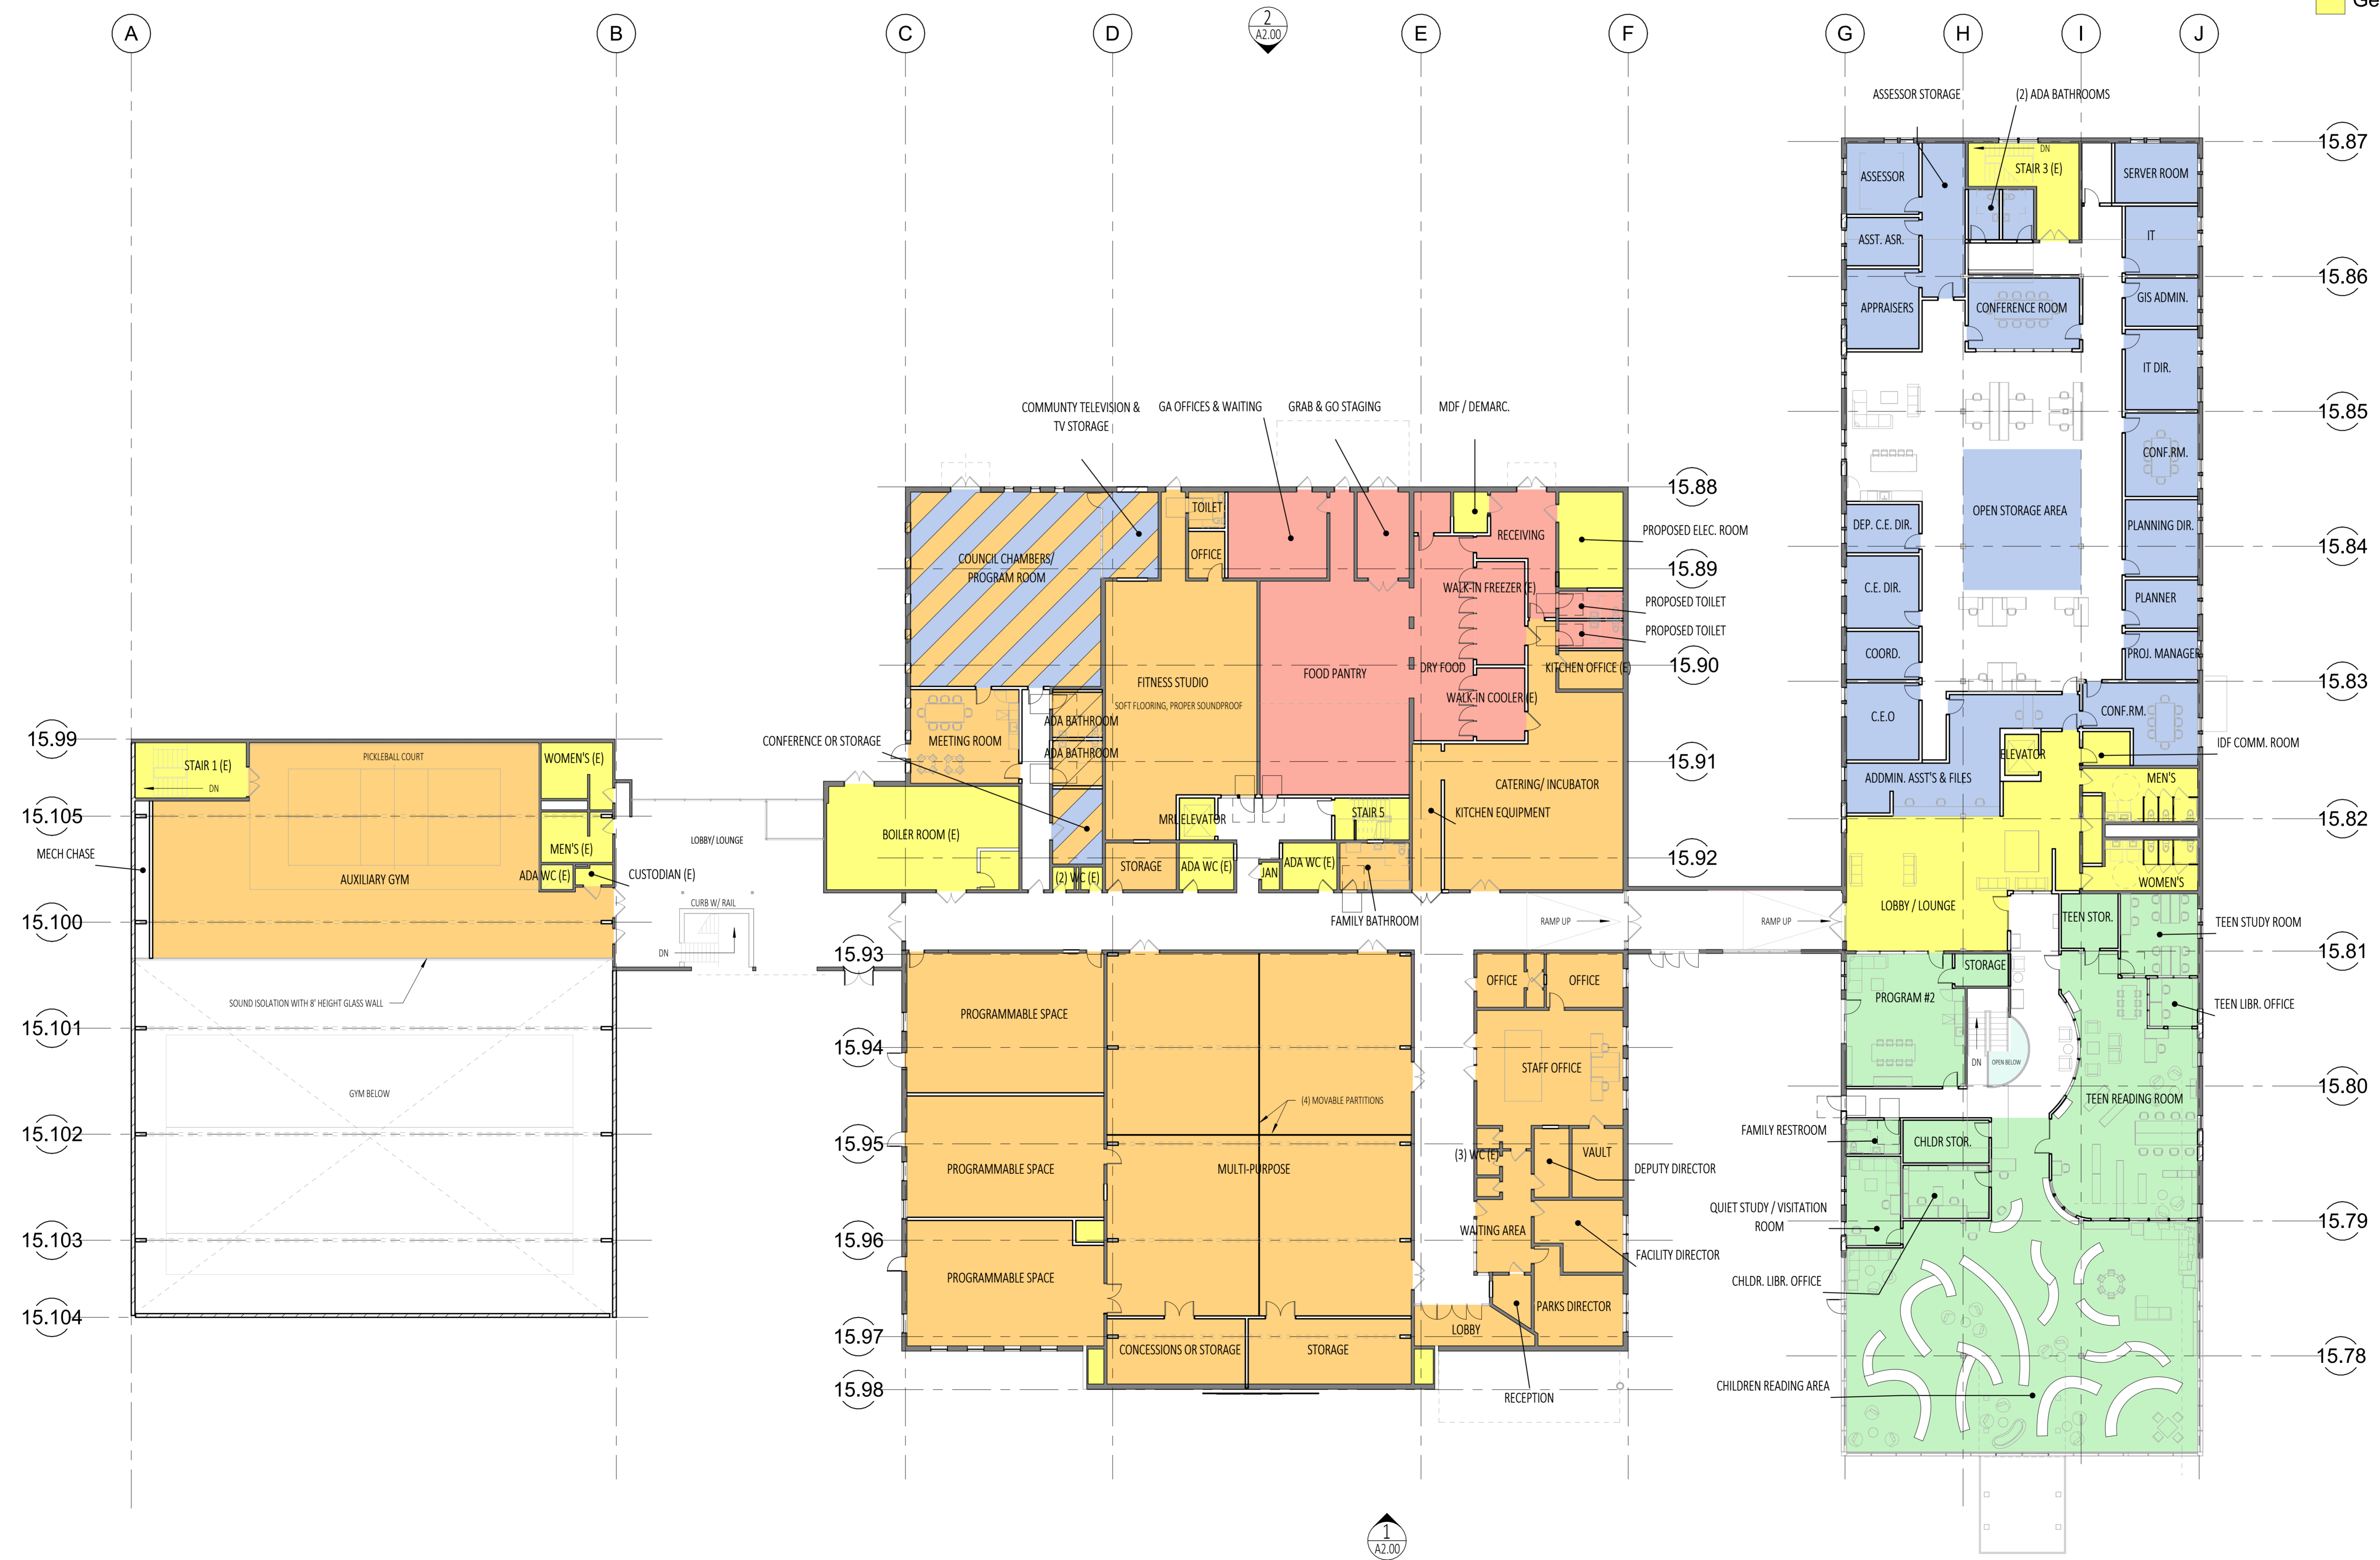 Ge
A
B
C
D
2
A2.00
E
F
G
H
I
J
ASSESSOR STORAGE
(2) ADA BATHROOMS
15.87
DN
STAIR 3 (E)
ASSESSOR
SERVER ROOM
ASST. ASR.
IT
15.86
GIS ADMIN.
APPRAISERS
CONFERENCE ROOM
IT DIR.
15.85
COMMUNTY TELEVISION &
TV STORAGE
GA OFFICES & WAITING
GRAB & GO STAGING
MDF / DEMARC.
CONF.RM.
15.88
TOILET
OPEN STORAGE AREA
DEP. C.E. DIR.
PLANNING DIR.
15.84
RECEIVING
PROPOSED ELEC. ROOM
OFFICE
COUNCIL CHAMBERS/
PROGRAM ROOM
15.89
WALK-IN FREEZER (E)
C.E. DIR.
PLANNER
PROPOSED TOILET
PROPOSED TOILET
COORD.
PROJ. MANAGER
15.90
DRY FOOD
KITCHEN OFFICE (E)
FOOD PANTRY
FITNESS STUDIO
15.83
WALK-IN COOLER (E)
SOFT FLOORING, PROPER SOUNDPROOF
CONF.RM.
C.E.O
ADA BATHROOM
CONFERENCE OR STORAGE
MEETING ROOM
ADA BATHROOM
15.99
IDF COMM. ROOM
ELEVATOR
PICKLEBALL COURT
WOMEN'S (E)
STAIR 1 (E)
15.91
ADDMIN. ASST'S & FILES
MEN'S
DN
CATERING/ INCUBATOR
KITCHEN EQUIPMENT
STAIR 5
MRL ELEVATOR
15.105
15.82
BOILER ROOM (E)
LOBBY/ LOUNGE
MEN'S (E)
MECH CHASE
15.92
STORAGE
ADA WC (E)
ADA WC (E)
JAN
(2) WC (E)
ADA WC (E)
CUSTODIAN (E)
AUXILIARY GYM
WOMEN'S
CURB W/ RAIL
LOBBY / LOUNGE
FAMILY BATHROOM
RAMP UP
RAMP UP
TEEN STOR.
TEEN STUDY ROOM
15.100
DN
15.93
15.81
STORAGE
OFFICE
OFFICE
PROGRAM #2
SOUND ISOLATION WITH 8' HEIGHT GLASS WALL
TEEN LIBR. OFFICE
PROGRAMMABLE SPACE
15.101
15.94
DN
OPEN BELOW
STAFF OFFICE
15.80
GYM BELOW
(4) MOVABLE PARTITIONS
TEEN READING ROOM
15.102
15.95
FAMILY RESTROOM
CHLDR STOR.
(3) WC (E)
VAULT
PROGRAMMABLE SPACE
MULTI-PURPOSE
DEPUTY DIRECTOR
QUIET STUDY / VISITATION
ROOM
15.79
15.103
15.96
WAITING AREA
FACILITY DIRECTOR
PROGRAMMABLE SPACE
CHLDR. LIBR. OFFICE
PARKS DIRECTOR
15.104
LOBBY
15.97
CONCESSIONS OR STORAGE
STORAGE
15.78
15.98
RECEPTION
CHILDREN READING AREA
1
A2.00